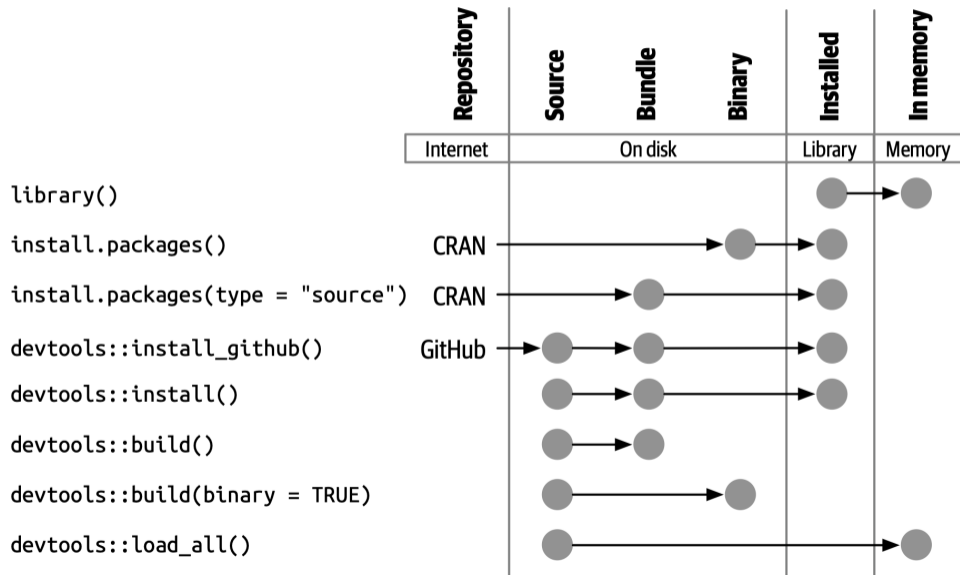 Repository Source Bundle Binary Installed In memory
Internet On disk Library Memory
library()
install.packages() CRAN
install.packages(type = "source") CRAN
devtools::install_github() GitHub
devtools::install()
devtools::build()
devtools::build(binary = TRUE)
devtools::load_all()